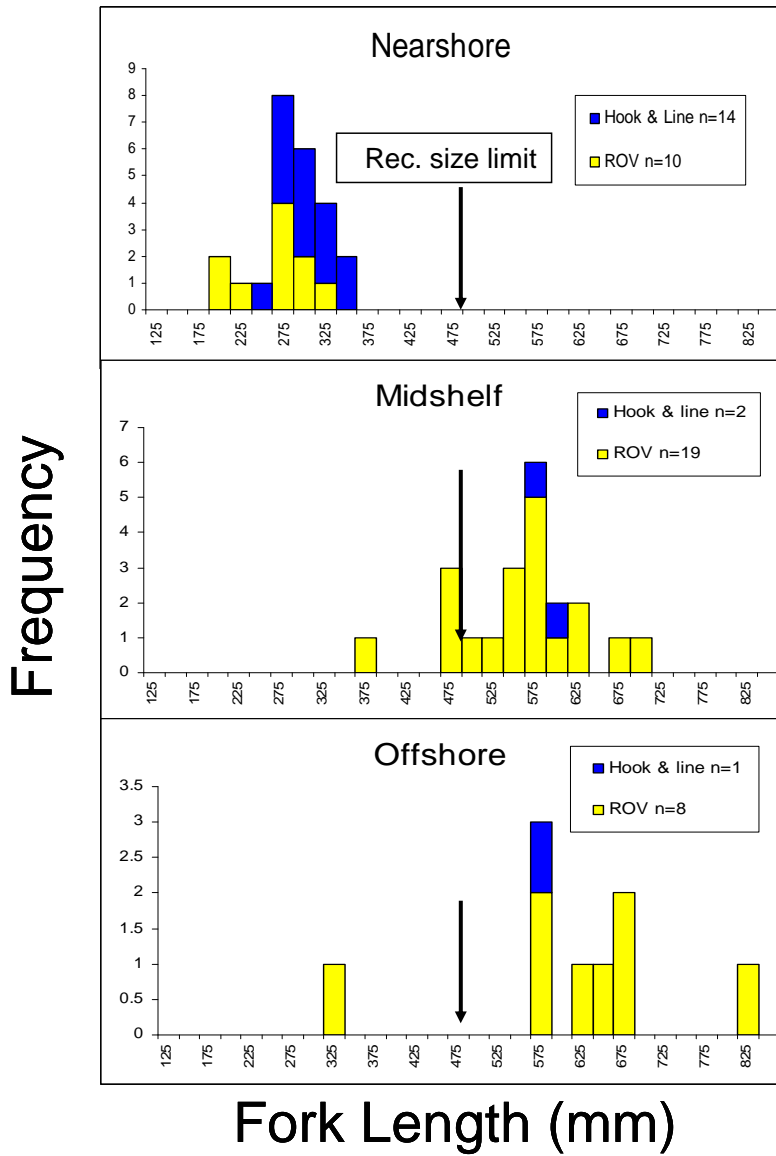 Nearshore
9
8
7
6
5
4
3
2
1
0
Hook & Line n=14
ROV n=10
Rec. size limit
125 175 225 275 325 375 425 475 525 575 625 675 725 775 825
Midshelf
7
6
5
4
3
2
1
0
Hook & line n=2
ROV n=19
125 175 225 275 325 375 425 475 525 575 625 675 725 775 825
Frequency
Offshore
3.5
3
2.5
2
1.5
1
0.5
0
Hook & line n=1
ROV n=8
125 175 225 275 325 375 425 475 525 575 625 675 725 775 825
Fork Length (mm)